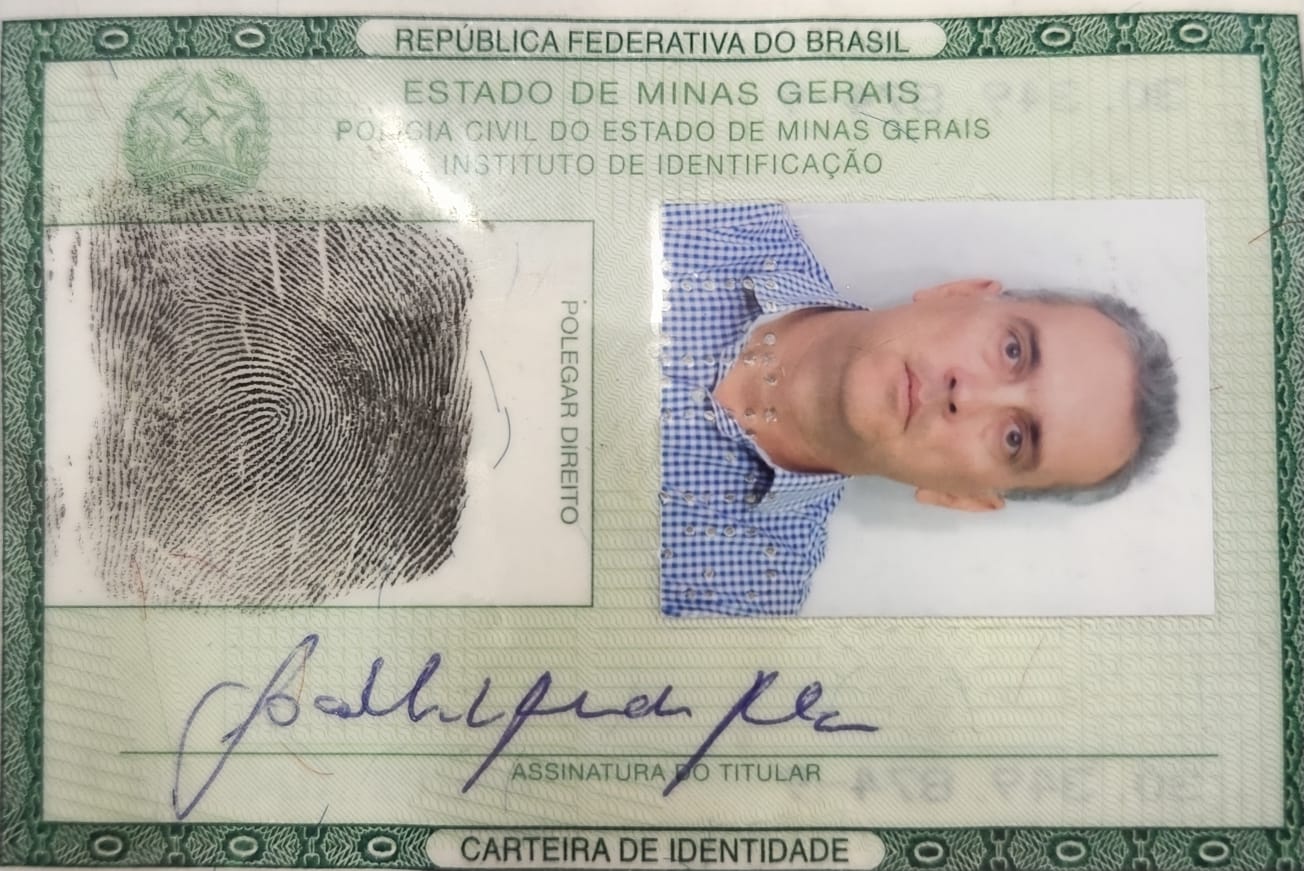 REPÚBLICA FEDERATIVA DO BRASIL
ESTADO DE MINAS GERAIS
POLÍCIA CIVIL DO ESTADO DE MINAS GERAIS
INSTITUTO DE IDENTIFICAÇÃO
POLEGAR DIREITO
ASSINATURA DO TITULAR
CARTEIRA DE IDENTIDADE